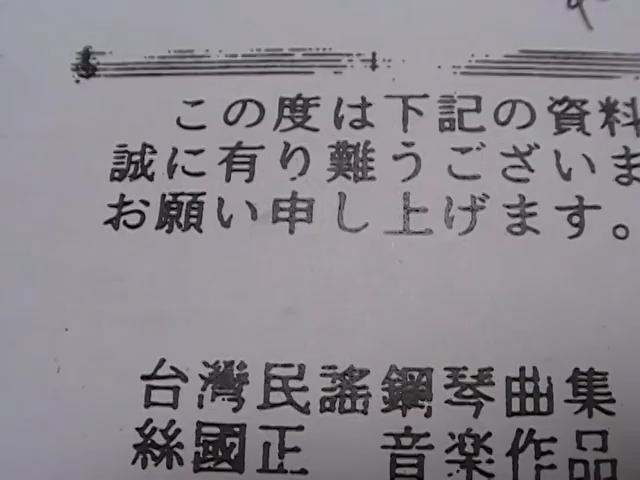 この度は下記の資料
誠に有り難うございま
お願い申し上げます。
台灣民謠鋼琴曲集
絲國正 音楽作品